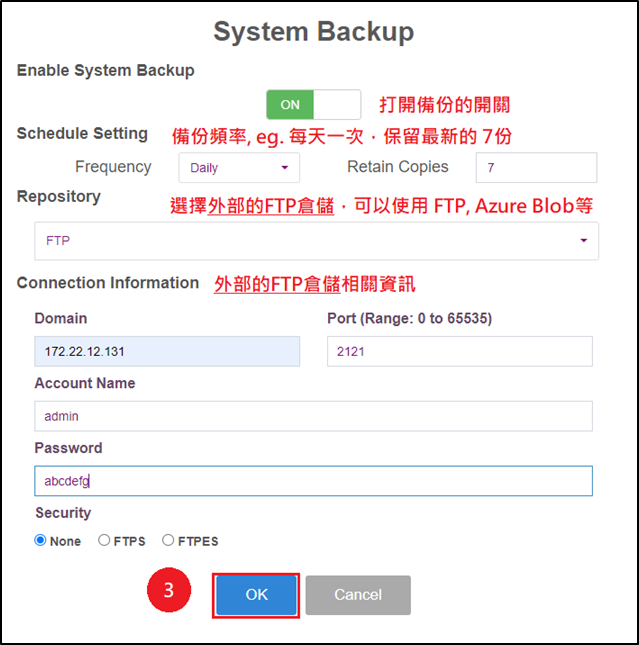 System Backup
Enable System Backup
ON 打開備份的開關
Schedule Setting 備份頻率, eg. 每天一次，保留最新的 7份
Frequency Daily Retain Copies 7
Repository 選擇外部的FTP倉儲，可以使用 FTP, Azure Blob等
FTP
Connection Information 外部的FTP倉儲相關資訊
Domain Port (Range: 0 to 65535)
172.22.12.131 2121
Account Name
admin
Password
abcdefg
Security
None FTPS FTPES
3 OK Cancel